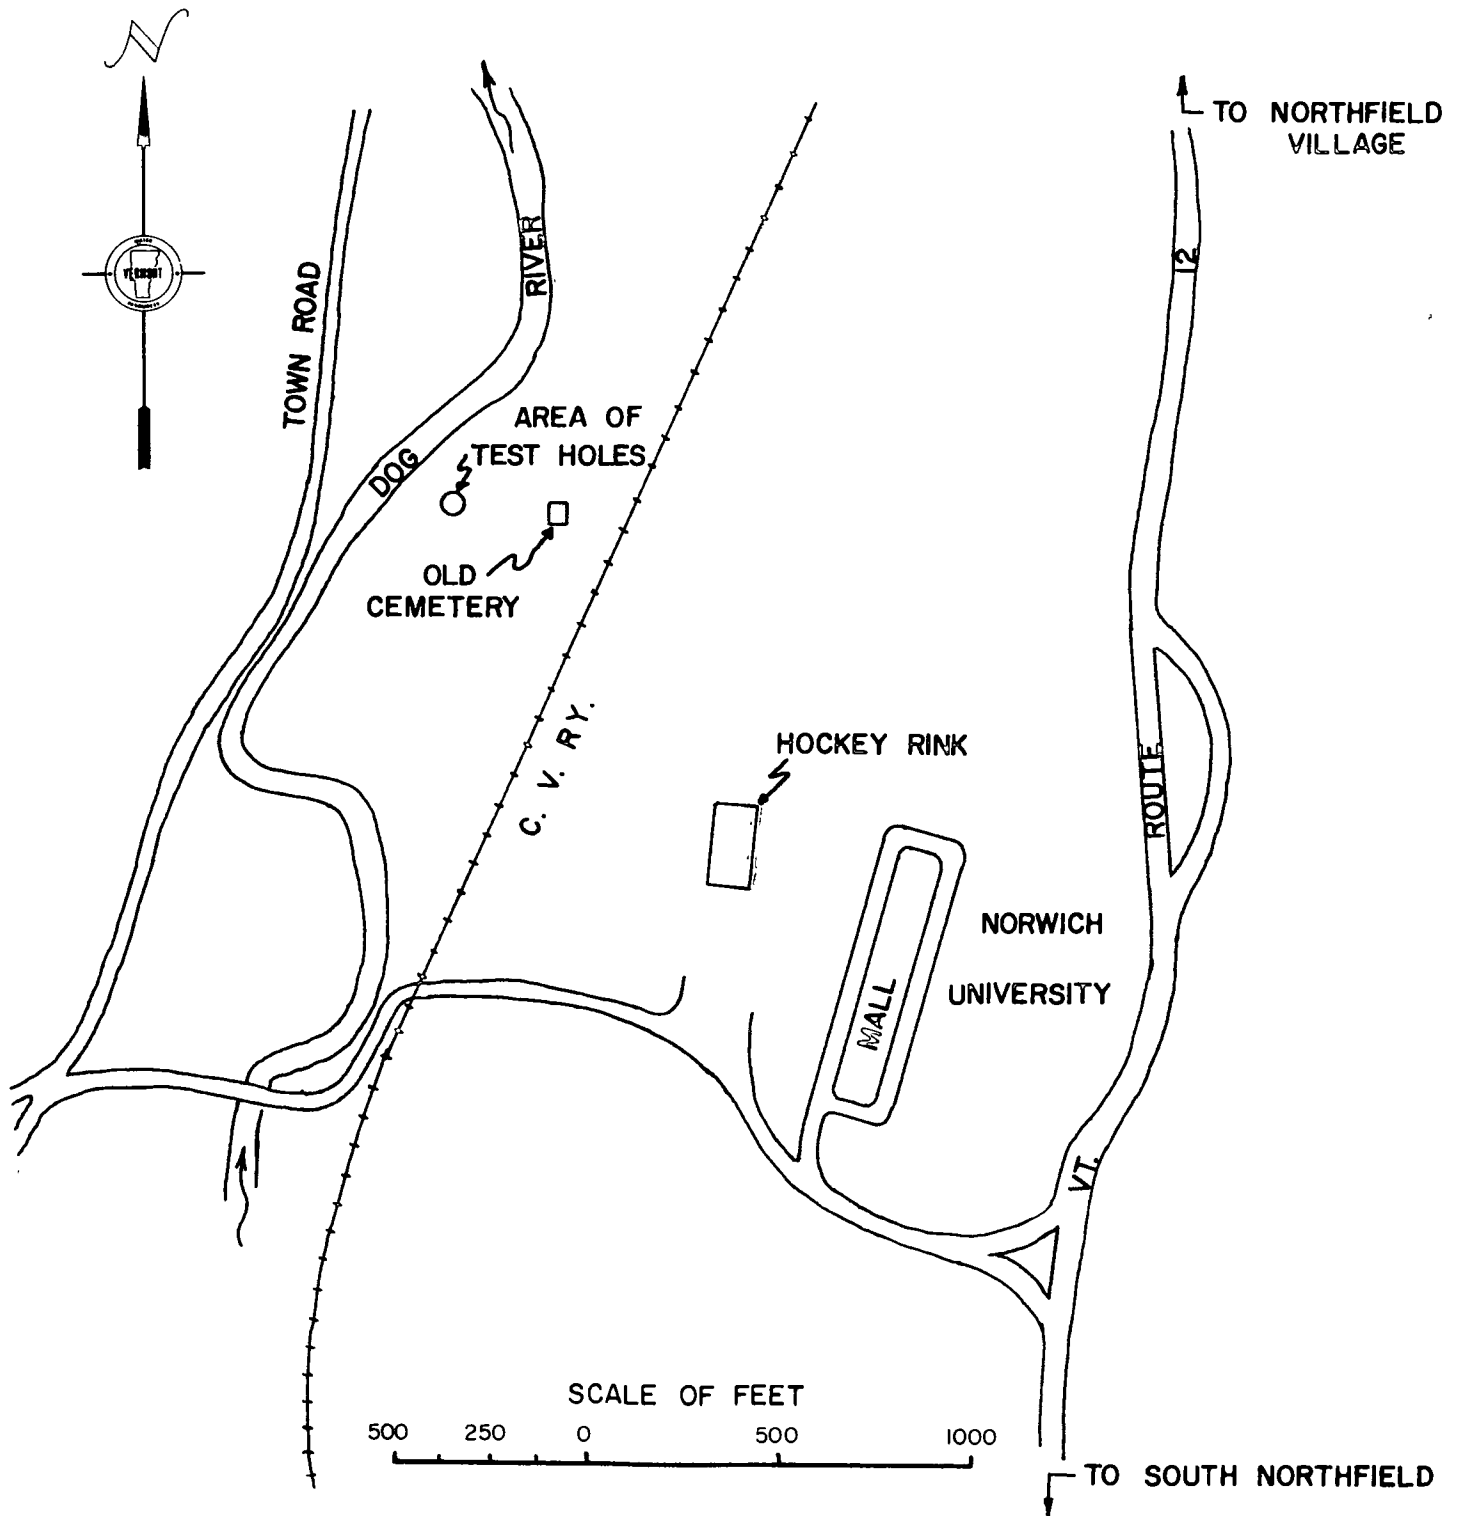 N
TO NORTHFIELD
VILLAGE
VERMONT
TOWN ROAD
RIVER
12
AREA OF
TEST HOLES
DOG
OLD
CEMETERY
C. V. RY.
HOCKEY RINK
ROUTE
NORWICH
UNIVERSITY
MALL
VT.
SCALE OF FEET
500 250 0 500 1000
TO SOUTH NORTHFIELD